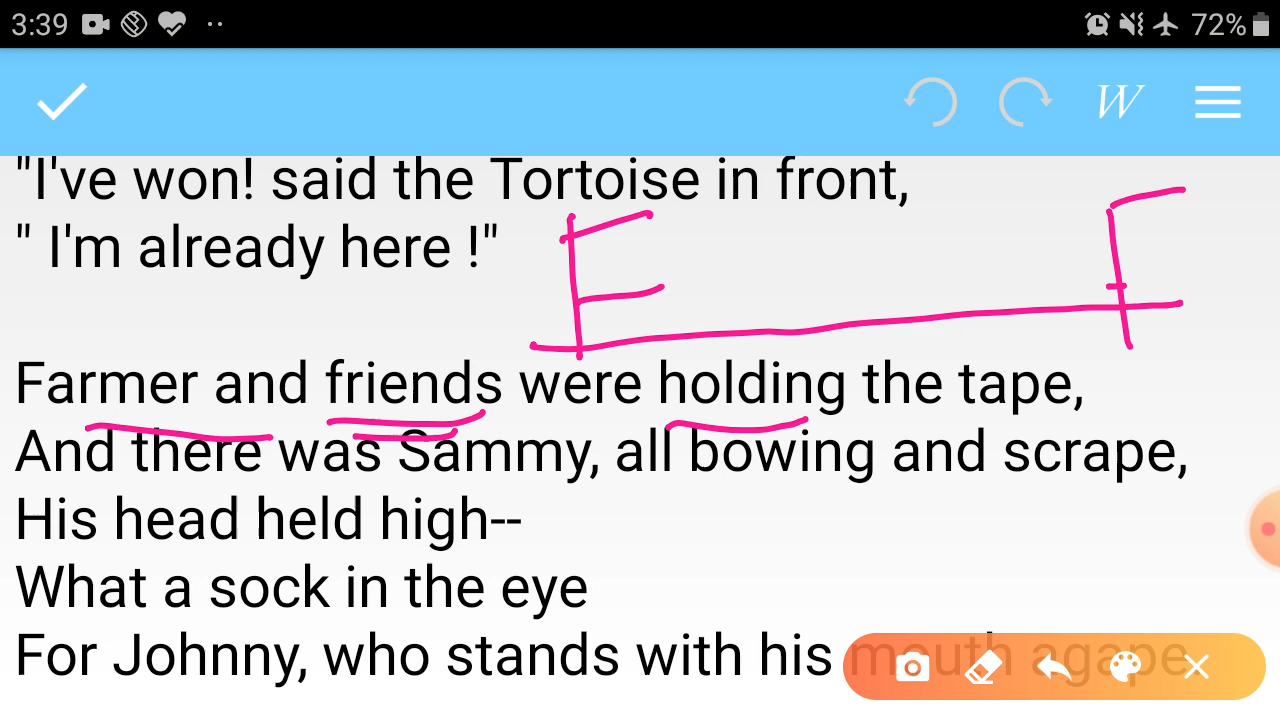 3:39 72%
W
"I've won! said the Tortoise in front,
" I'm already here !"
Farmer and friends were holding the tape,
And there was Sammy, all bowing and scrape,
His head held high--
What a sock in the eye
For Johnny, who stands with his mouth agape.